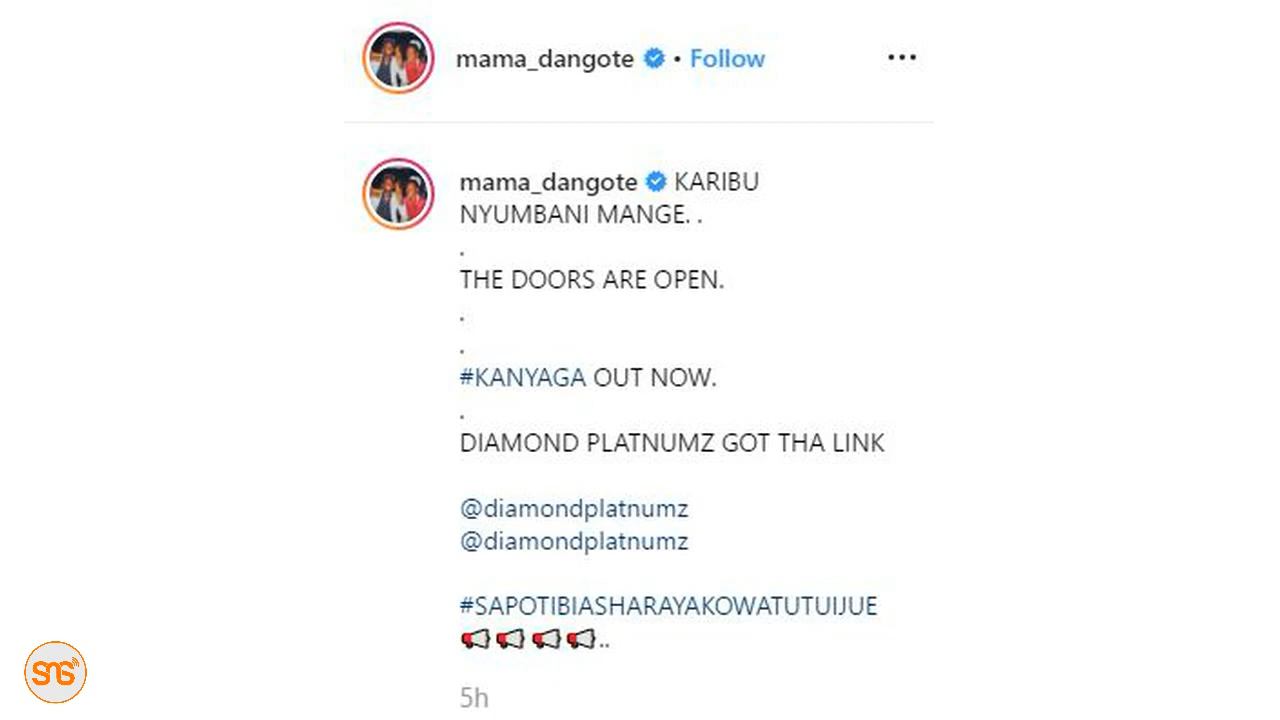 mama_dangote • Follow
mama_dangote KARIBU
NYUMBANI MANGE. .
.
THE DOORS ARE OPEN.
.
.
#KANYAGA OUT NOW.
.
DIAMOND PLATNUMZ GOT THA LINK
@diamondplatnumz
@diamondplatnumz
#SAPOTIBIASHARAYAKOWATUTUIJUE
..
5h
SNS